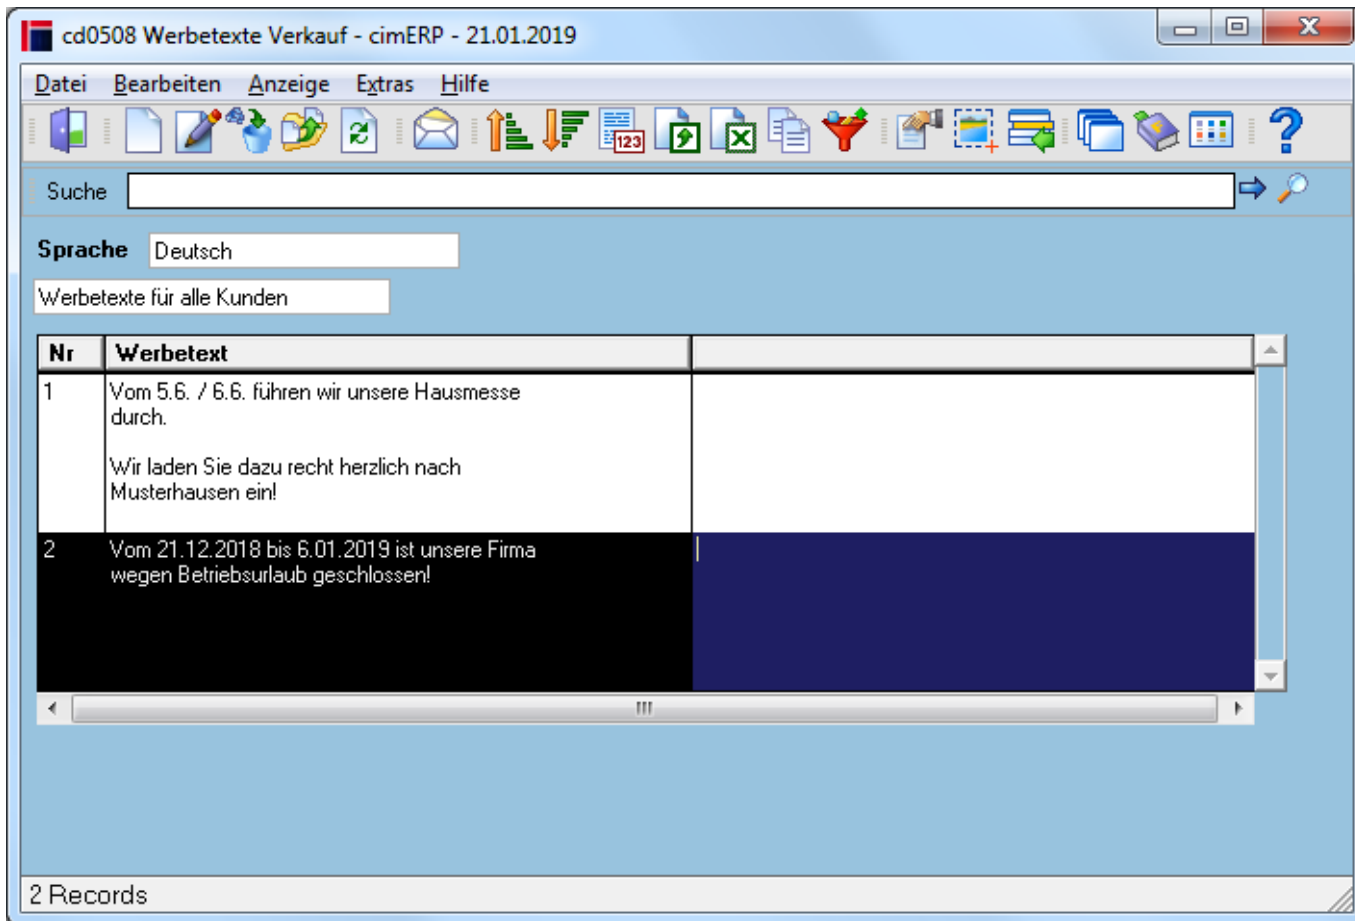 cd0508 Werbetexte Verkauf - cimERP - 21.01.2019
Datei Bearbeiten Anzeige Extras Hilfe
123
Suche
Sprache Deutsch
Werbetexte für alle Kunden
Nr Werbetext
1 Vom 5.6. / 6.6. führen wir unsere Hausmesse
durch.
Wir laden Sie dazu recht herzlich nach
Musterhausen ein!
2 Vom 21.12.2018 bis 6.01.2019 ist unsere Firma
wegen Betriebsurlaub geschlossen!
2 Records